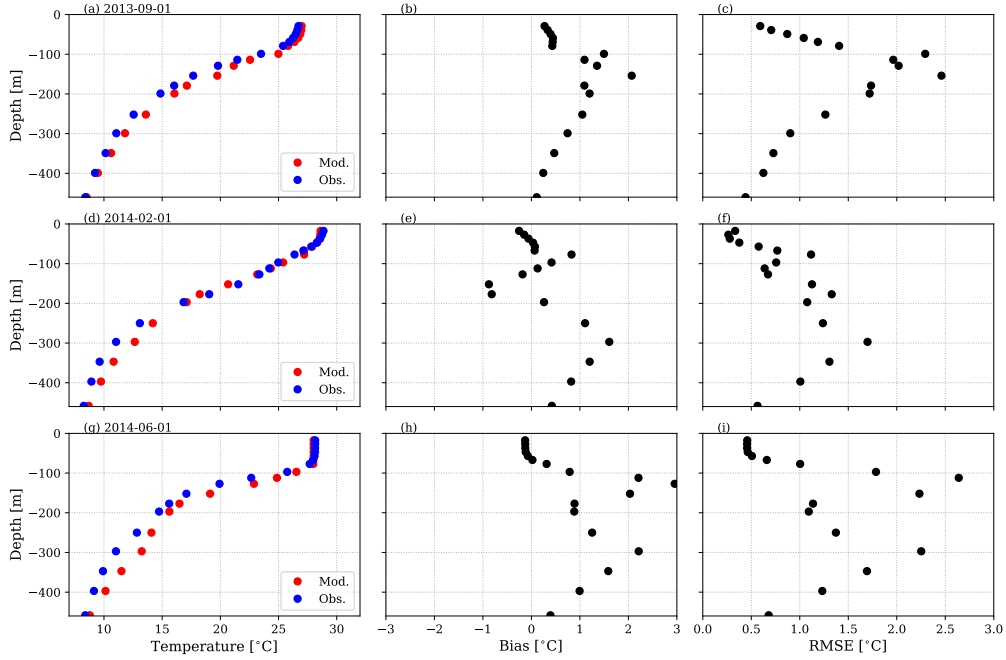 (a) 2013-09-01
(b)
(c)
0
−100
−200
−300
−400
Depth [m]
Mod.
Obs.
(d) 2014-02-01
(e)
(f)
0
−100
−200
−300
−400
Depth [m]
Mod.
Obs.
(g) 2014-06-01
(h)
(i)
0
−100
−200
−300
−400
Depth [m]
Mod.
Obs.
10 15 20 25 30
−3 −2 −1 0 1 2 3
0.0 0.5 1.0 1.5 2.0 2.5 3.0
Temperature [°C]
Bias [°C]
RMSE [°C]